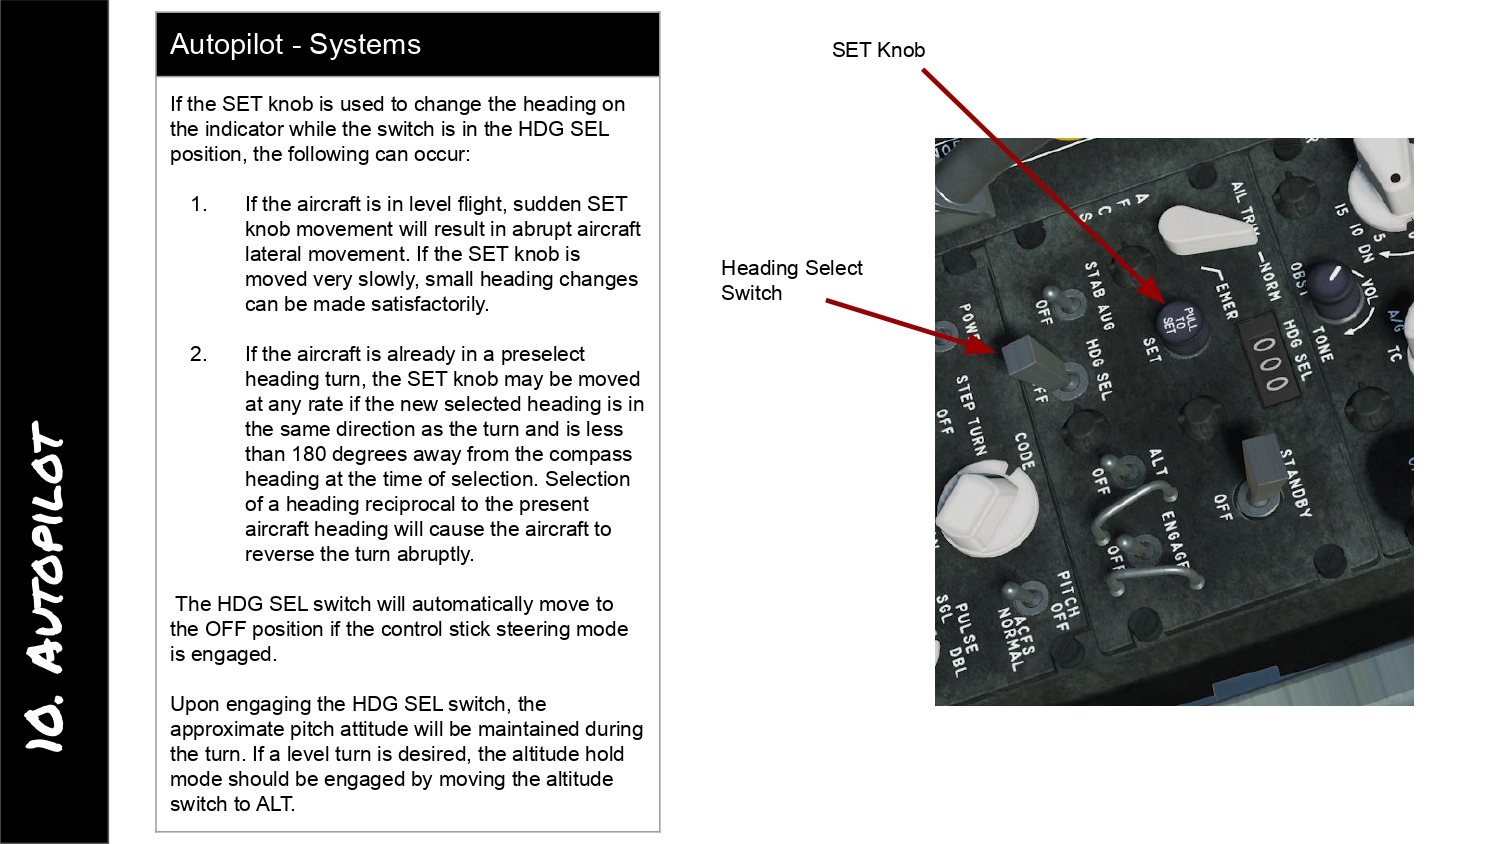 10. AUTOPILOT
Autopilot - Systems
If the SET knob is used to change the heading on
the indicator while the switch is in the HDG SEL
position, the following can occur:
1. If the aircraft is in level flight, sudden SET
knob movement will result in abrupt aircraft
lateral movement. If the SET knob is
moved very slowly, small heading changes
can be made satisfactorily.
2. If the aircraft is already in a preselect
heading turn, the SET knob may be moved
at any rate if the new selected heading is in
the same direction as the turn and is less
than 180 degrees away from the compass
heading at the time of selection. Selection
of a heading reciprocal to the present
aircraft heading will cause the aircraft to
reverse the turn abruptly.
The HDG SEL switch will automatically move to
the OFF position if the control stick steering mode
is engaged.
Upon engaging the HDG SEL switch, the
approximate pitch attitude will be maintained during
the turn. If a level turn is desired, the altitude hold
mode should be engaged by moving the altitude
switch to ALT.
SET Knob
Heading Select
Switch
AFCS
AIL TRIM
NORM
EMER
STAB AUG
OFF
PULL
TO
SET
SET
HDG SEL
000
HDG SEL
OBST
VOL
TONE
15 10 DN
5
A/G
TC
STEP TURN
OFF
CODE
ALT
OFF
ENGAGE
OFF
STANDBY
OFF
PITCH
OFF
ACFS
NORMAL
PULSE
SGL
DBL